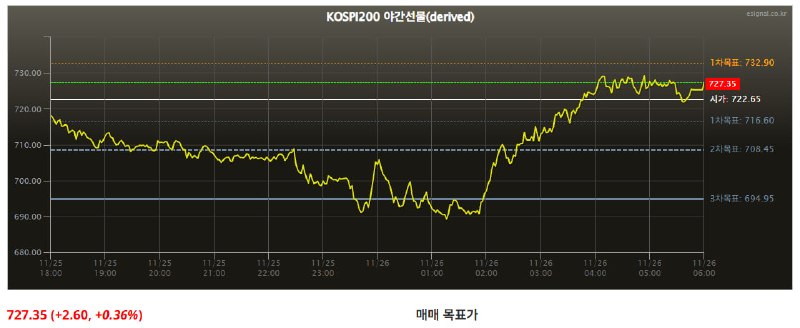 KOSPI200 야간선물(derived)
esignal.co.kr
1차목표: 732.90
730.00
727.35
시가: 722.65
720.00
1차목표: 716.60
710.00
2차목표: 708.45
700.00
3차목표: 694.95
690.00
680.00
11/25 11/25 11/25 11/25 11/25 11/25 11/26 11/26 11/26 11/26 11/26 11/26 11/26
18:00 19:00 20:00 21:00 22:00 23:00 01:00 02:00 03:00 04:00 05:00 06:00
727.35 (+2.60, +0.36%)
매매 목표가